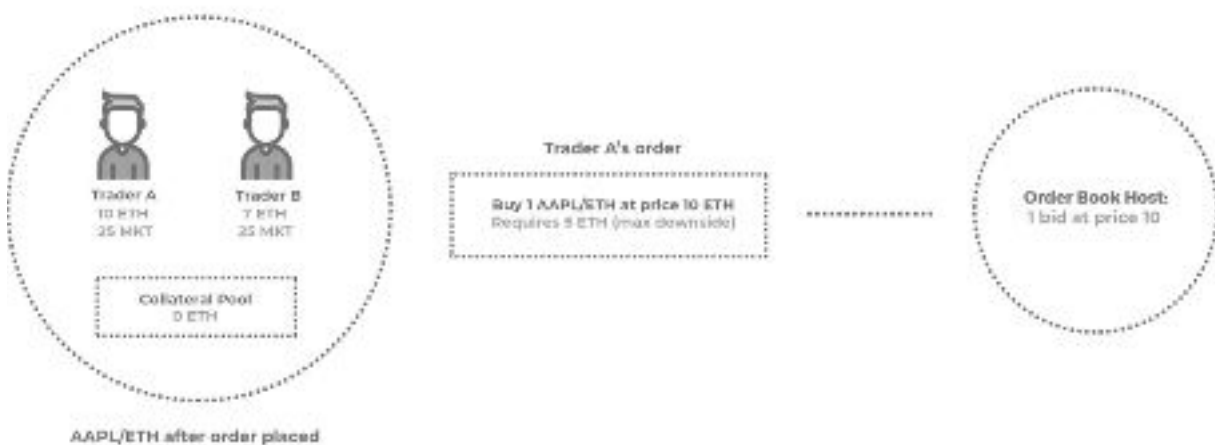 Trader A
10 ETH
25 MKT
Trader B
7 ETH
25 MKT
Collateral Pool
0 ETH
AAPL/ETH after order placed
Trader A's order
Buy 1 AAPL/ETH at price 10 ETH
Requires 5 ETH (max downside)
Order Book Host:
1 bid at price 10